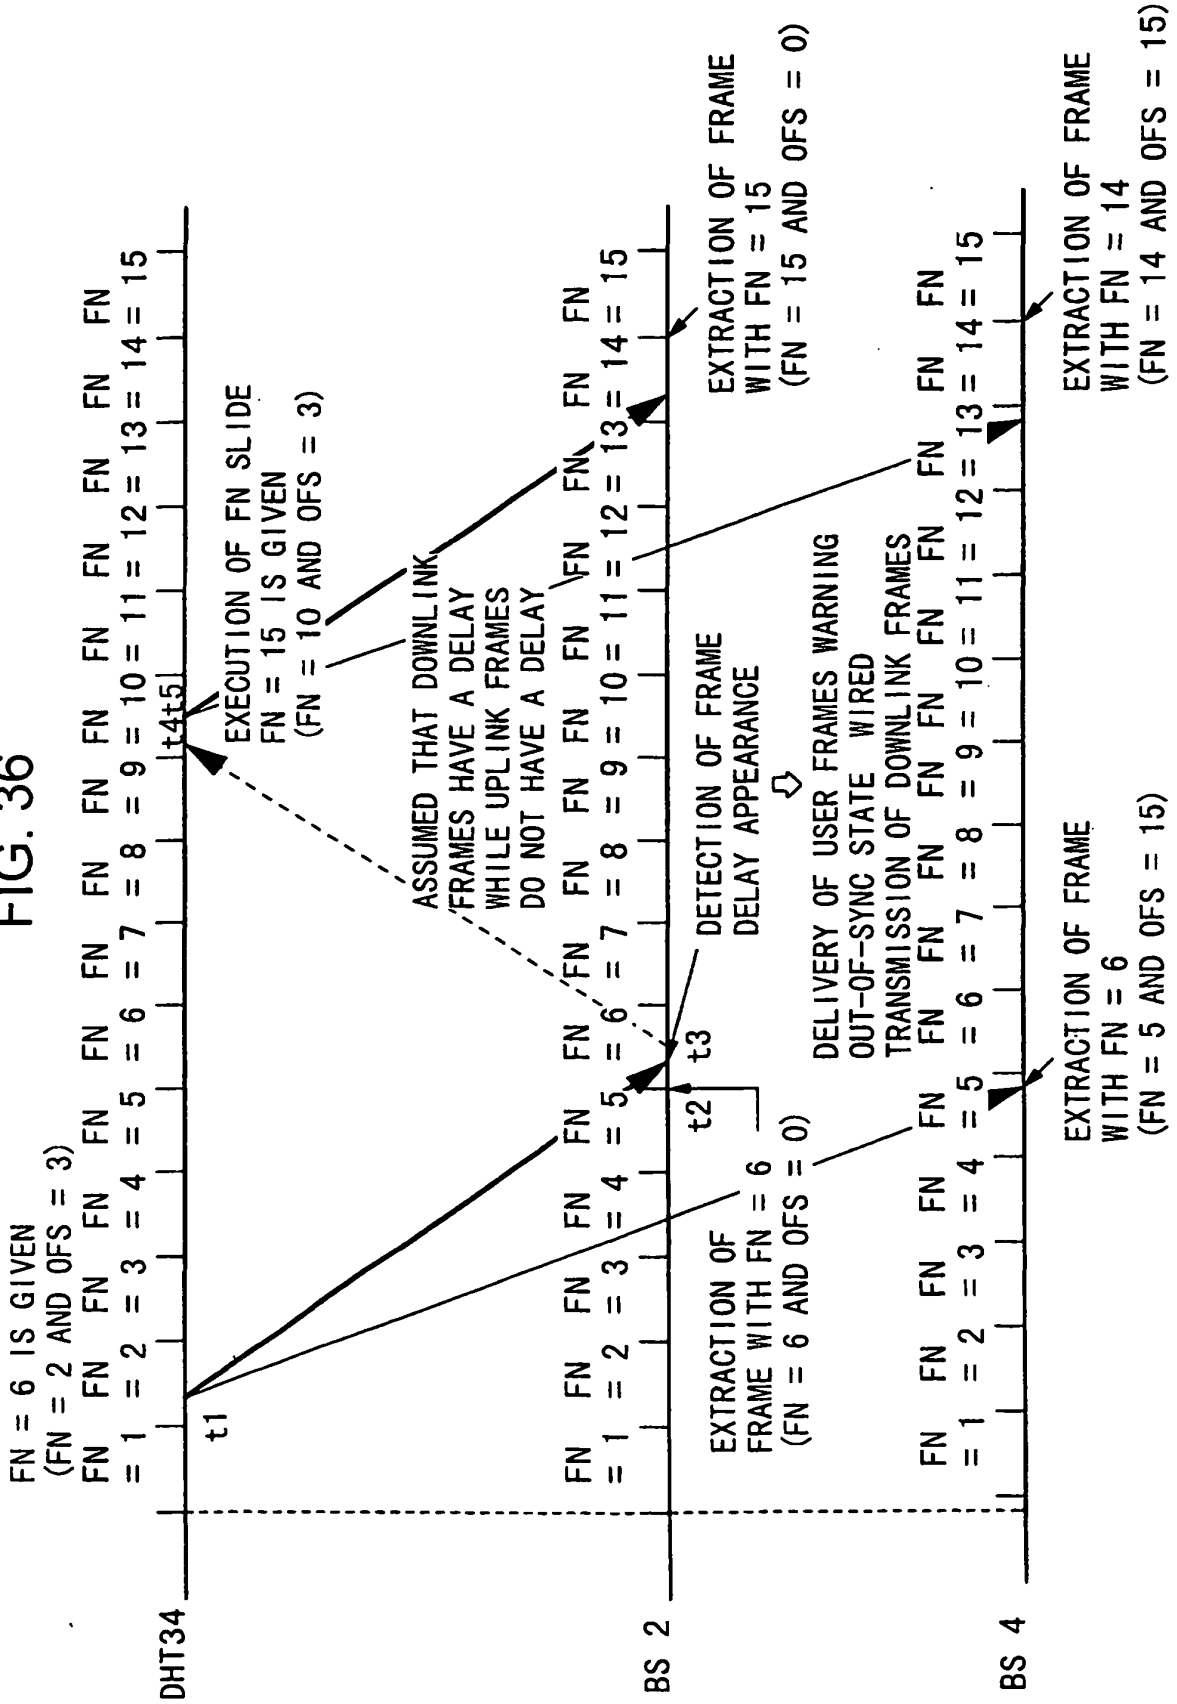 FIG. 36
FN = 6 IS GIVEN
(FN = 2 AND OFS = 3)
FN FN FN FN FN FN FN FN FN FN FN FN FN FN FN
= 1 = 2 = 3 = 4 = 5 = 6 = 7 = 8 = 9 = 10 = 11 = 12 = 13 = 14 = 15
DHT34
t1
t4 t5
EXECUTION OF FN SLIDE
FN = 15 IS GIVEN
(FN = 10 AND OFS = 3)
ASSUMED THAT DOWNLINK
FRAMES HAVE A DELAY
WHILE UPLINK FRAMES
DO NOT HAVE A DELAY
FN FN FN FN FN FN FN FN FN FN FN FN FN FN FN
= 1 = 2 = 3 = 4 = 5 = 6 = 7 = 8 = 9 = 10 = 11 = 12 = 13 = 14 = 15
BS 2
t2
t3
EXTRACTION OF
FRAME WITH FN = 6
(FN = 6 AND OFS = 0)
DETECTION OF FRAME
DELAY APPEARANCE
EXTRACTION OF FRAME
WITH FN = 15
(FN = 15 AND OFS = 0)
DELIVERY OF USER FRAMES WARNING
OUT-OF-SYNC STATE WIRED
TRANSMISSION OF DOWNLINK FRAMES
FN FN FN FN FN FN FN FN FN FN FN FN FN FN FN
= 1 = 2 = 3 = 4 = 5 = 6 = 7 = 8 = 9 = 10 = 11 = 12 = 13 = 14 = 15
BS 4
EXTRACTION OF FRAME
WITH FN = 6
(FN = 5 AND OFS = 15)
EXTRACTION OF FRAME
WITH FN = 14
(FN = 14 AND OFS = 15)